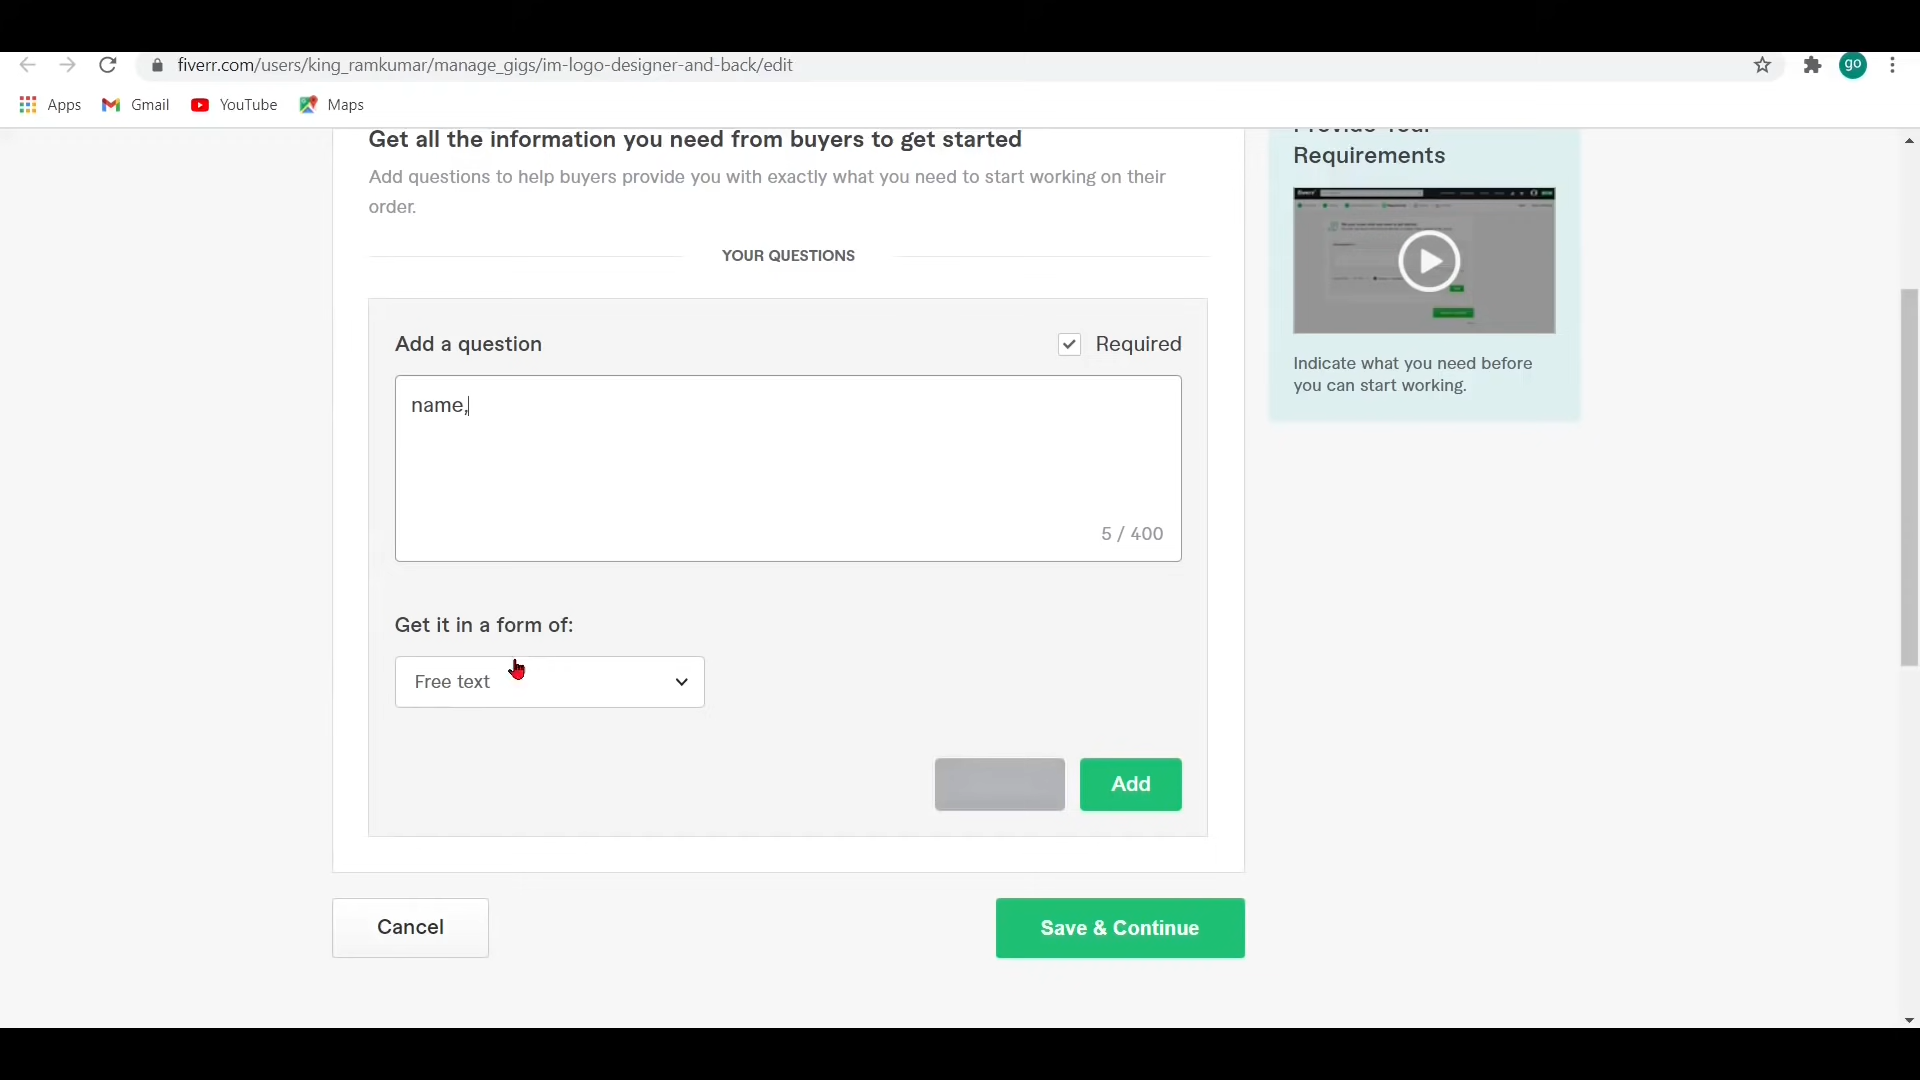 fiverr.com/users/king_ramkumar/manage_gigs/im-logo-designer-and-back/edit
go
Apps
Gmail
YouTube
Maps
Get all the information you need from buyers to get started
Add questions to help buyers provide you with exactly what you need to start working on their
order.
YOUR QUESTIONS
Add a question
Required
name,
5 / 400
Get it in a form of:
Free text
Add
Cancel
Save & Continue
Provide Your
Requirements
Indicate what you need before
you can start working.